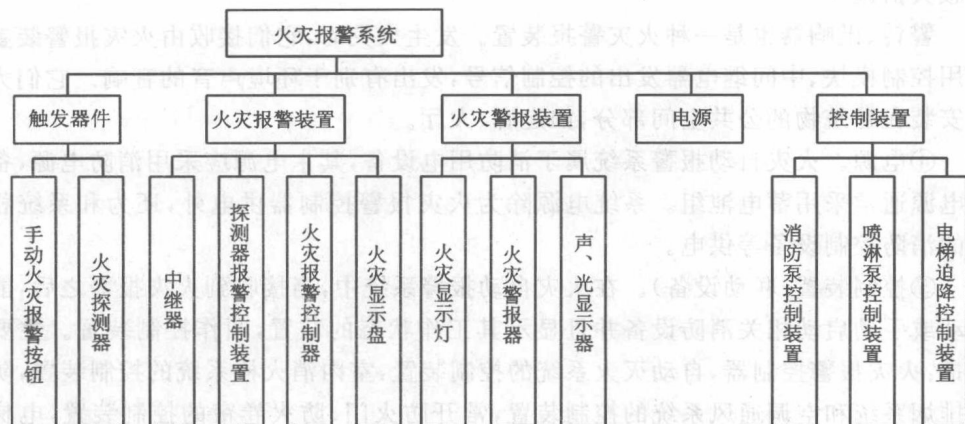 火灾报警系统
触发器件
火灾报警装置
火灾警报装置
电源
控制装置
手动火灾报警按钮
火灾探测器
中继器
探测器报警控制装置
火灾报警控制器
火灾显示盘
火灾显示灯
火灾警报器
声、光显示器
消防泵控制装置
喷淋泵控制装置
电梯迫降控制装置